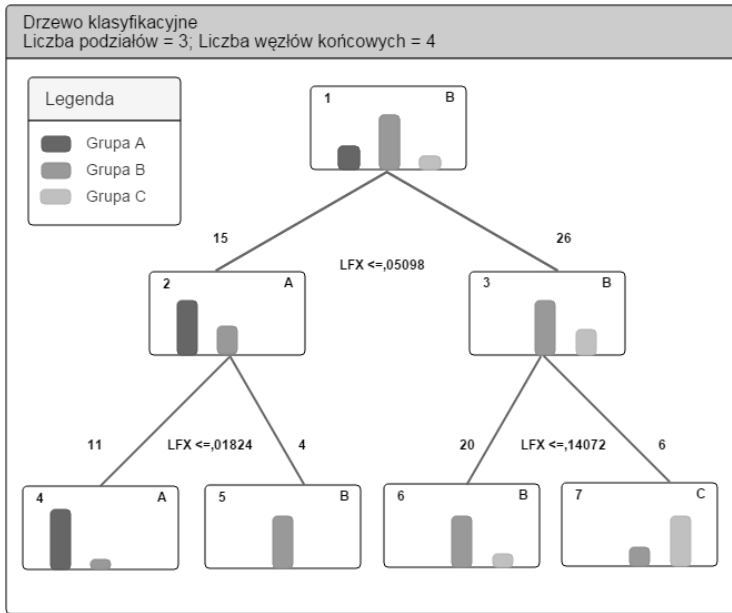 Drzewo klasyfikacyjne
Liczba podziałów = 3; Liczba węzłów końcowych = 4
Legenda
Grupa A
Grupa B
Grupa C
1 B
15 26
LFX <=,05098
2 A 3 B
11 LFX <=,01824 4 20 LFX <=,14072 6
4 A 5 B 6 B 7 C